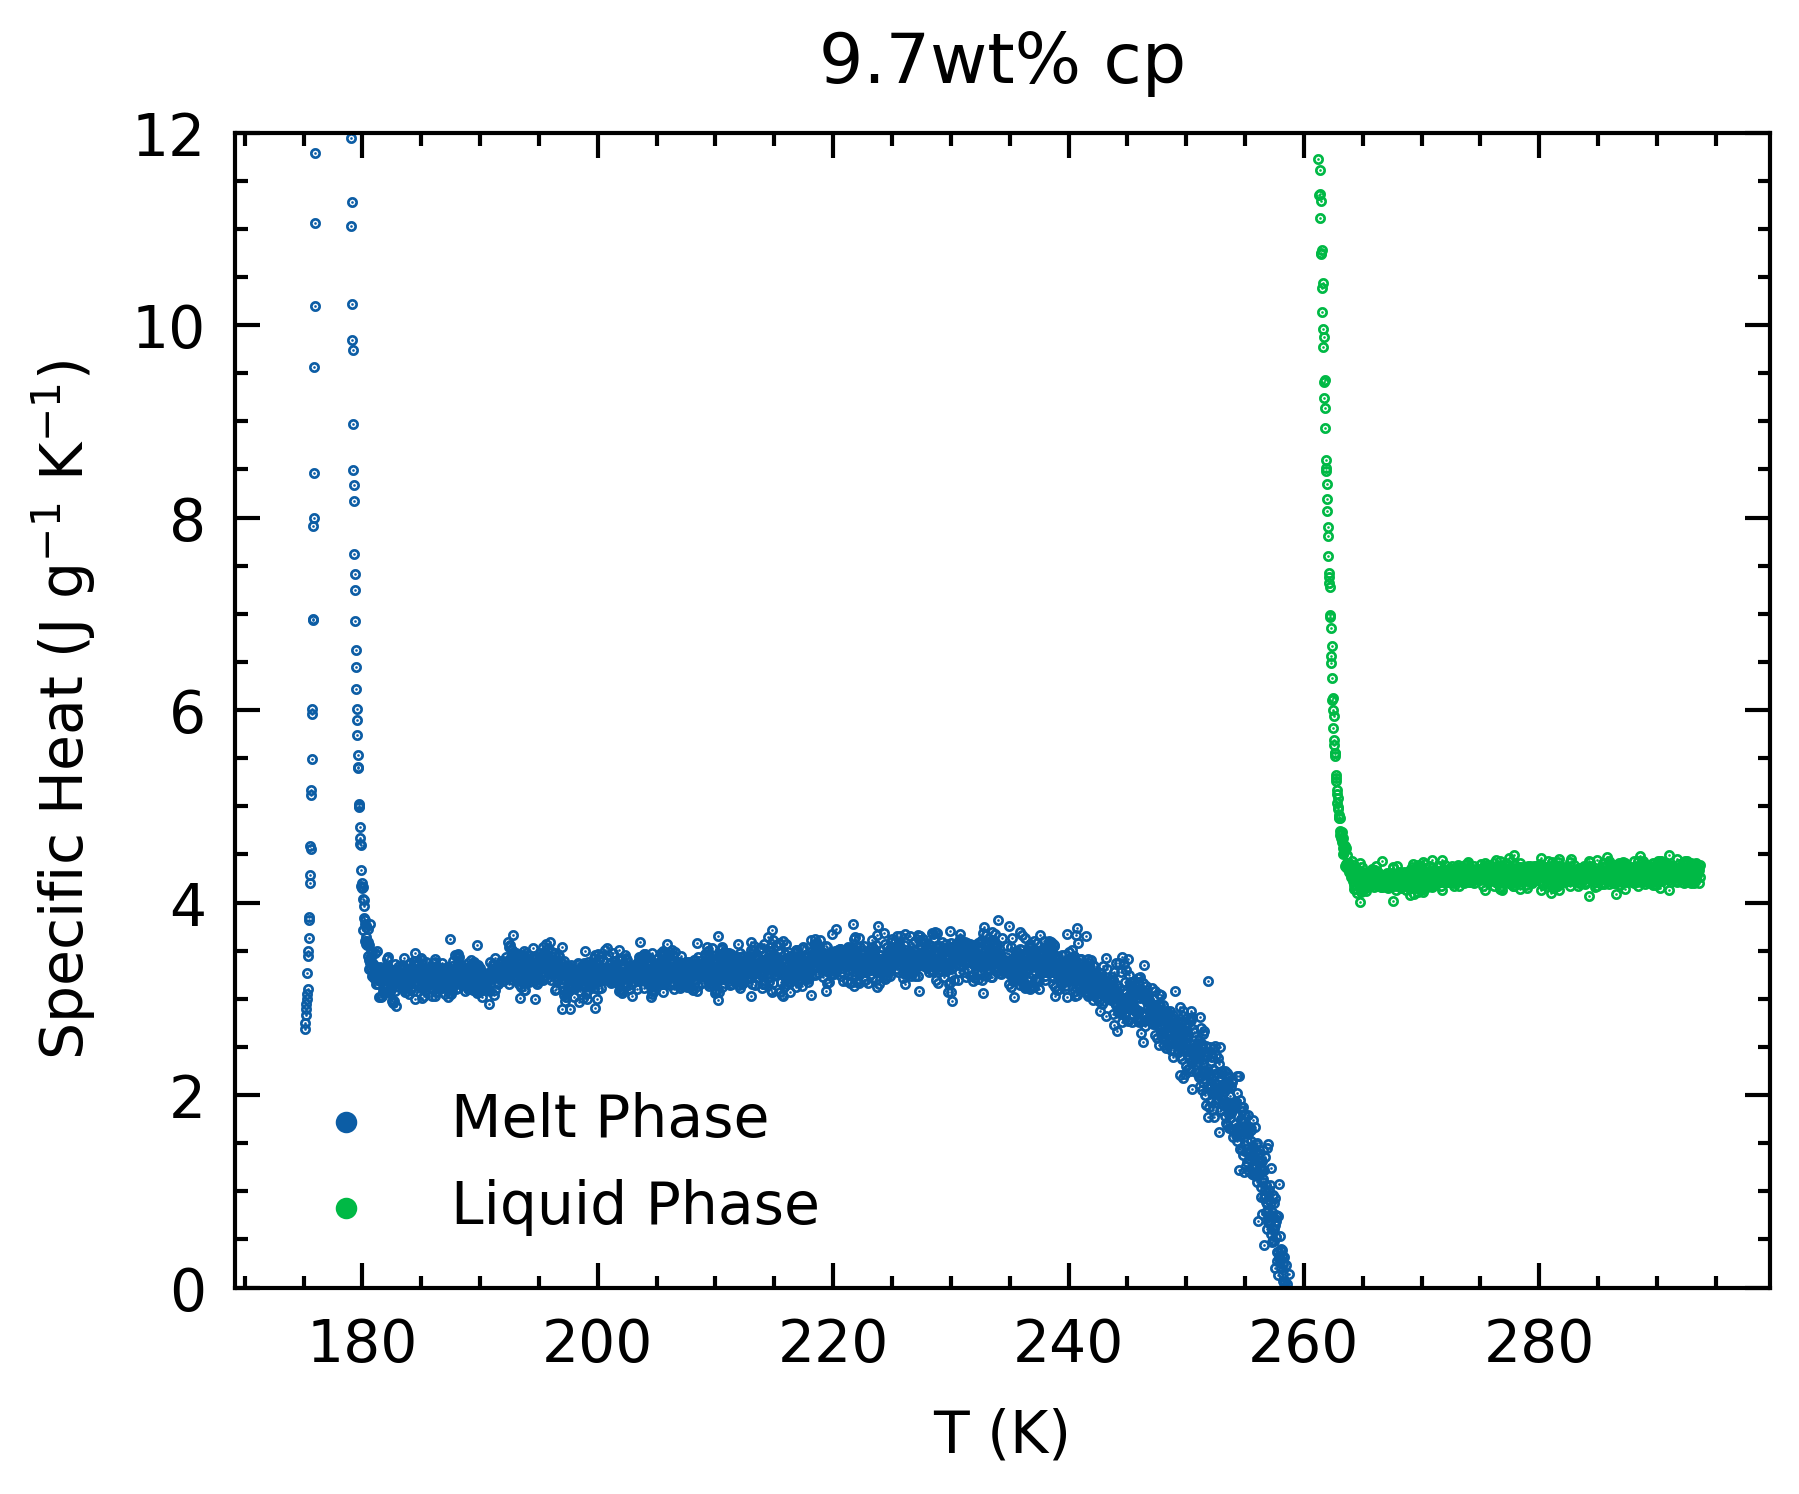 9.7wt% cp
Specific Heat (J g⁻¹ K⁻¹)
12
10
8
6
4
2
0
Melt Phase
Liquid Phase
180 200 220 240 260 280
T (K)